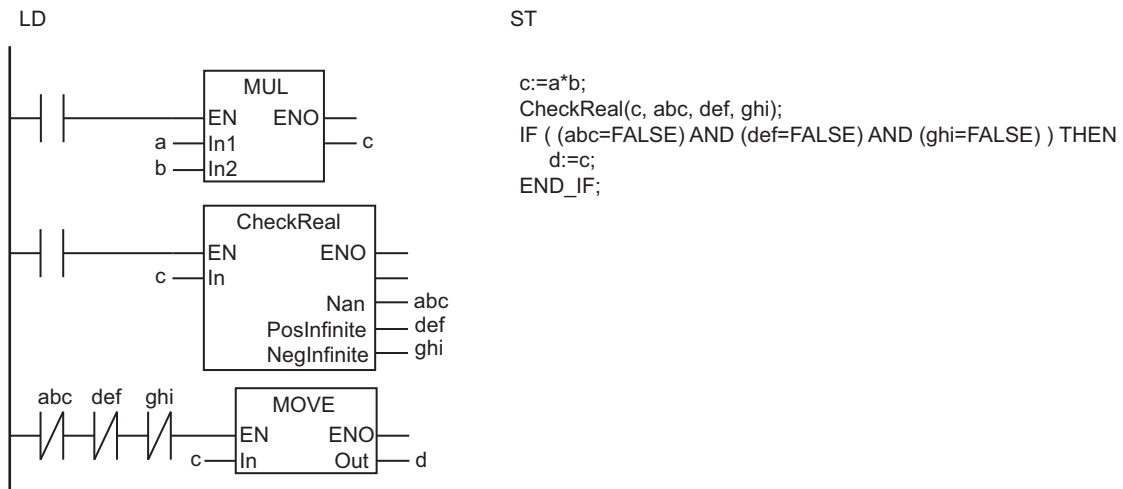 LD
MUL
EN ENO
a In1 c
b In2
CheckReal
EN ENO
c In
Nan abc
PosInfinite def
NegInfinite ghi
abc def ghi
MOVE
EN ENO
c In Out d
ST
c:=a*b;
CheckReal(c, abc, def, ghi);
IF ( (abc=FALSE) AND (def=FALSE) AND (ghi=FALSE) ) THEN
d:=c;
END_IF;